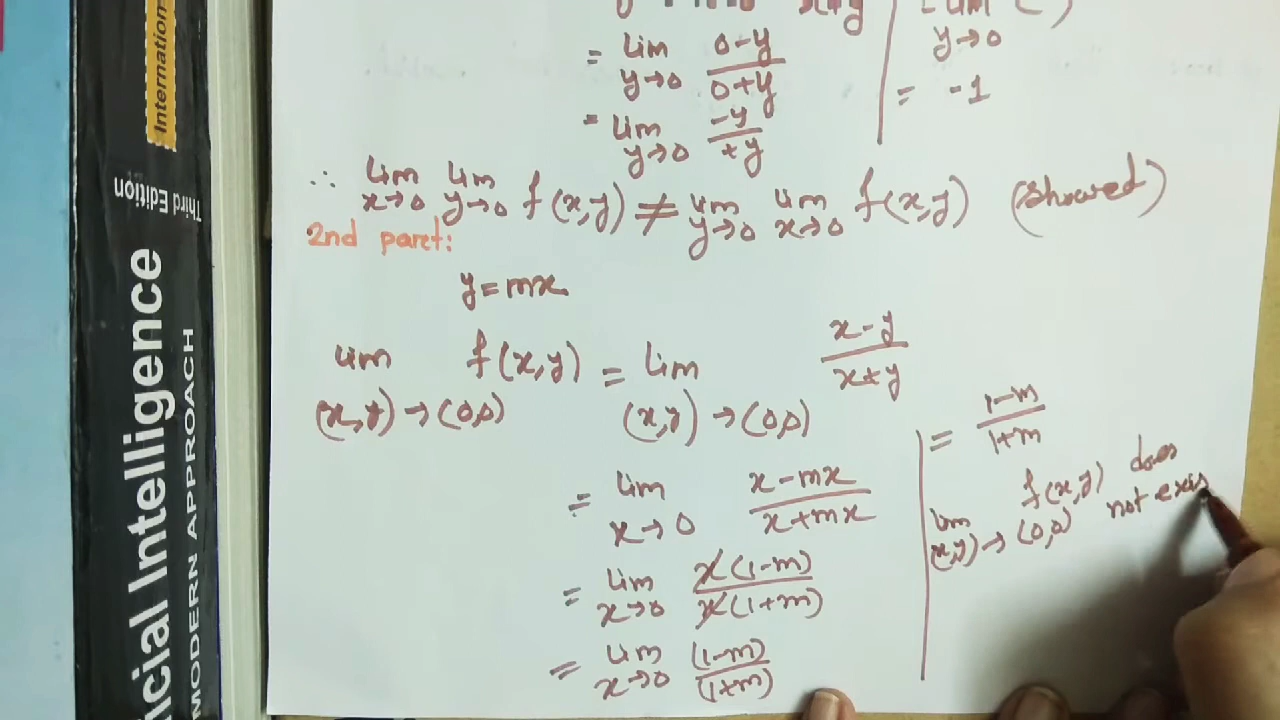 y→0 x+y
= lim y→0 0-y / 0+y
= lim y→0 -y / +y
lim y→0
= -1
∴ lim x→0 lim y→0 f(x,y) ≠ lim y→0 lim x→0 f(x,y) (showed)
2nd paret:
y=mx
lim (x,y)→(0,0) f(x,y) = lim (x,y)→(0,0) x-y / x+y
= lim x→0 x-mx / x+mx
= lim x→0 x(1-m) / x(1+m)
= lim x→0 (1-m) / (1+m)
= 1-m / 1+m
lim (x,y)→(0,0) f(x,y) does
not exis
International
Third Edition
icial Intelligence
MODERN APPROACH